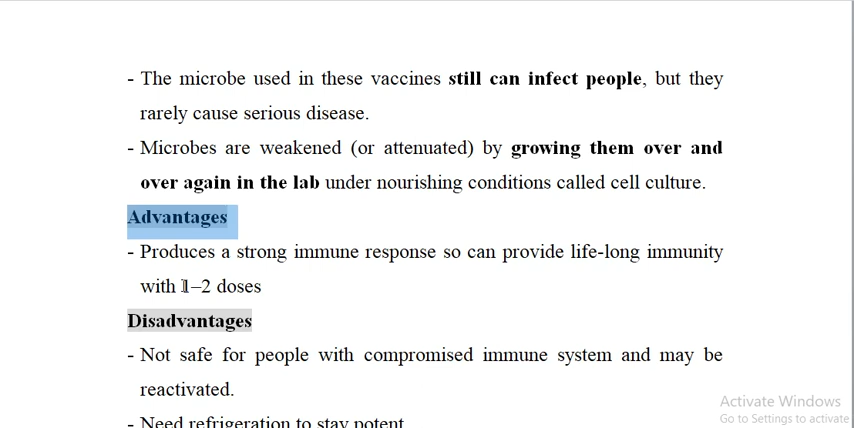 - The microbe used in these vaccines still can infect people, but they
rarely cause serious disease.
- Microbes are weakened (or attenuated) by growing them over and
over again in the lab under nourishing conditions called cell culture.
Advantages
- Produces a strong immune response so can provide life-long immunity
with 1–2 doses
Disadvantages
- Not safe for people with compromised immune system and may be
reactivated.
- Need refrigeration to stay potent
Activate Windows
Go to Settings to activate